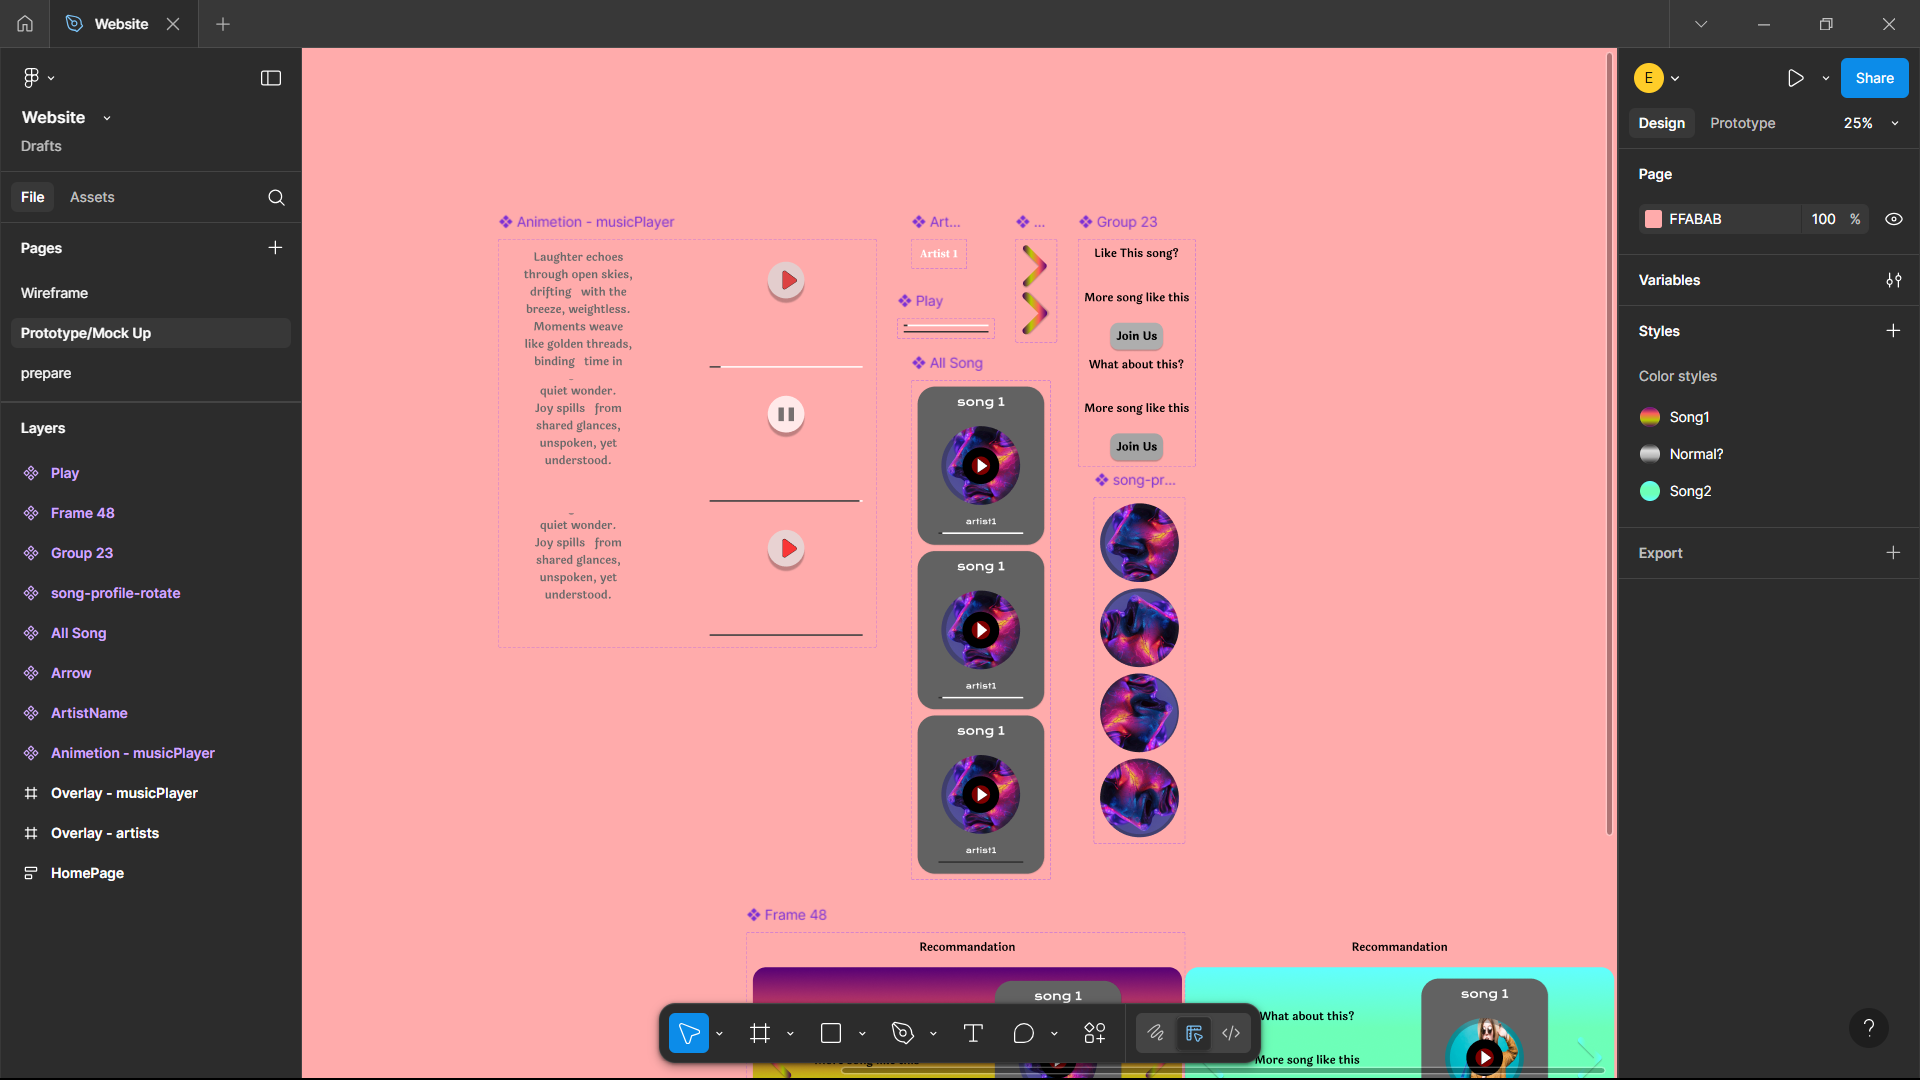 Website
Website
Drafts
File
Assets
Pages
Wireframe
Prototype/Mock Up
prepare
Layers
Play
Frame 48
Group 23
song-profile-rotate
All Song
Arrow
ArtistName
Animetion - musicPlayer
Overlay - musicPlayer
Overlay - artists
HomePage
Animetion - musicPlayer
Laughter echoes
through open skies,
drifting with the
breeze, weightless.
Moments weave
like golden threads,
binding time in
quiet wonder.
Joy spills from
shared glances,
unspoken, yet
understood.
quiet wonder.
Joy spills from
shared glances,
unspoken, yet
understood.
Art...
Artist 1
Play
...
All Song
song 1
artist1
song 1
artist1
song 1
artist1
Group 23
Like This song?
More song like this
Join Us
What about this?
More song like this
Join Us
song-pr...
Frame 48
Recommandation
song 1
Recommandation
song 1
What about this?
More song like this
E
Share
Design
Prototype
25%
Page
FFABAB
100 %
Variables
Styles
Color styles
Song1
Normal?
Song2
Export
?